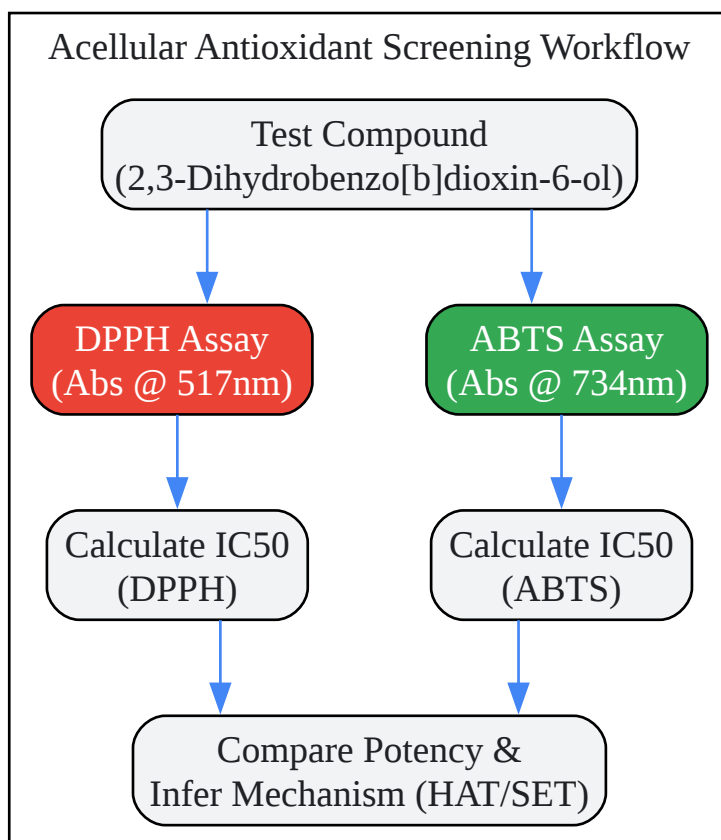 Acellular Antioxidant Screening Workflow
Test Compound
(2,3-Dihydrobenzo[b]dioxin-6-ol)
DPPH Assay
(Abs @ 517nm)
ABTS Assay
(Abs @ 734nm)
Calculate IC50
(DPPH)
Calculate IC50
(ABTS)
Compare Potency &
Infer Mechanism (HAT/SET)